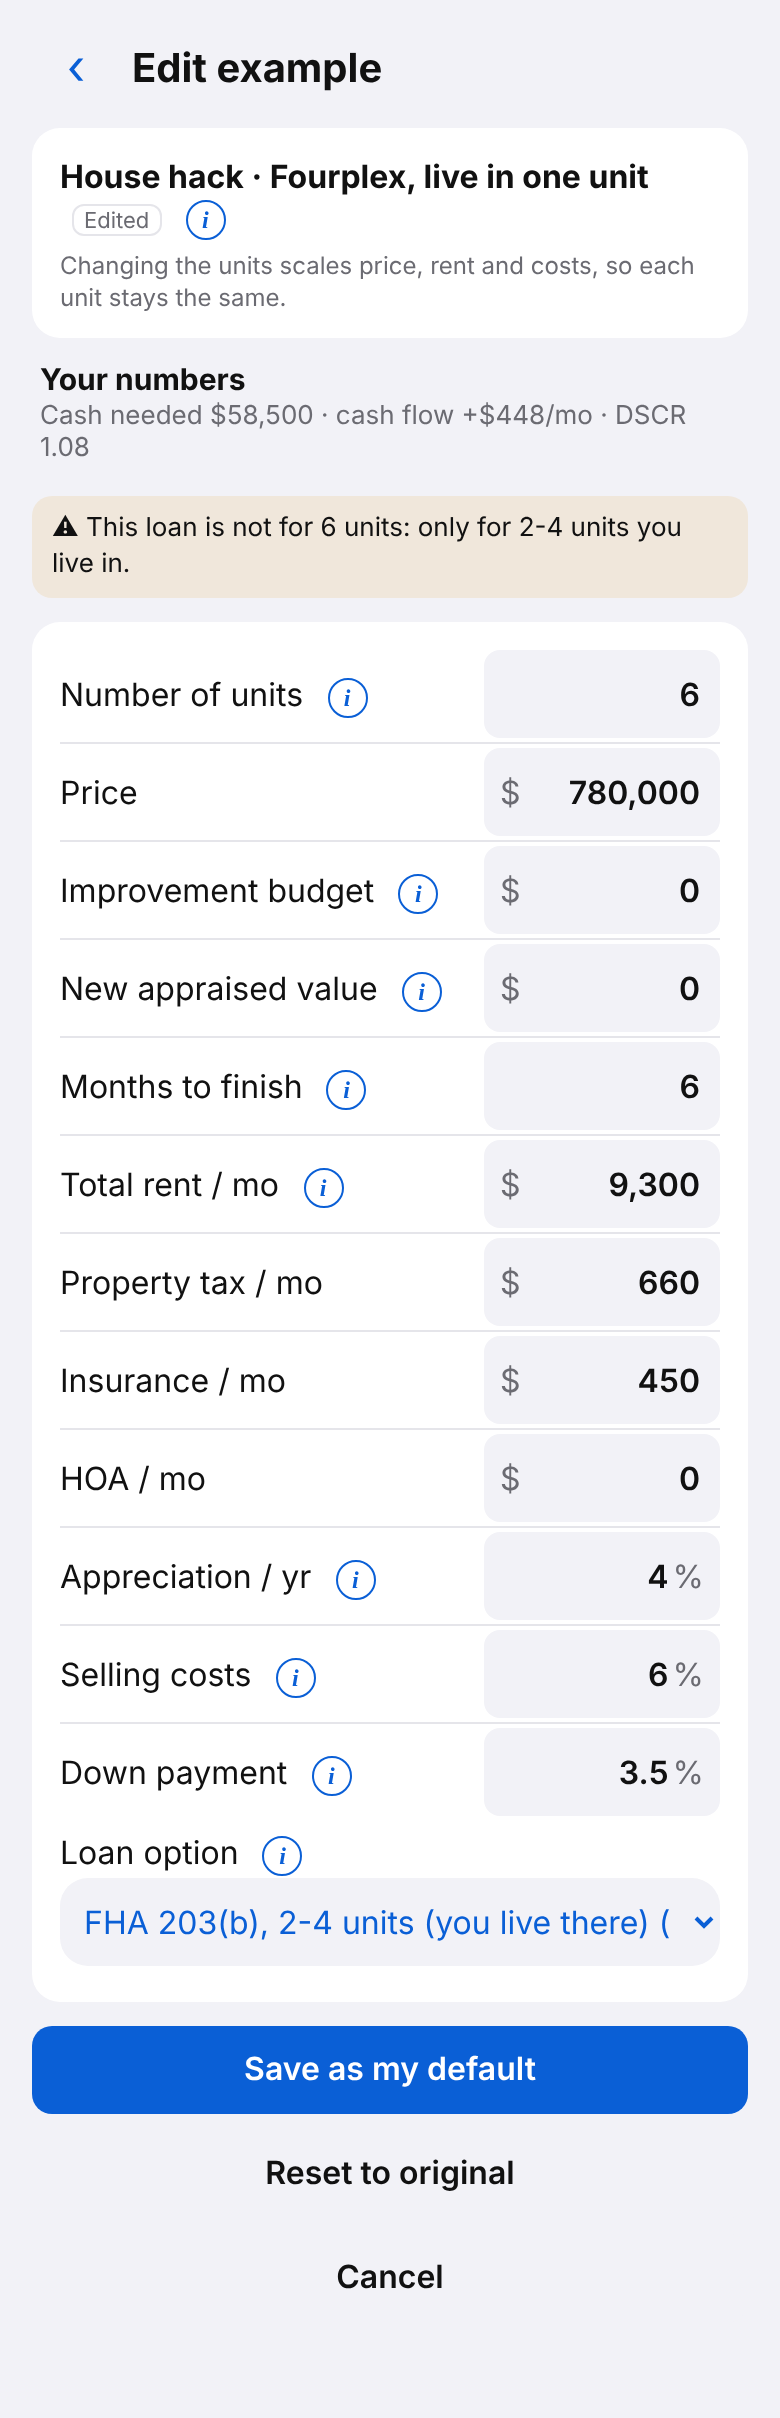 ‹ Edit example
House hack · Fourplex, live in one unit
Edited i
Changing the units scales price, rent and costs, so each
unit stays the same.
Your numbers
Cash needed $58,500 · cash flow +$448/mo · DSCR
1.08
⚠ This loan is not for 6 units: only for 2-4 units you
live in.
Number of units i 6
Price $ 780,000
Improvement budget i $ 0
New appraised value i $ 0
Months to finish i 6
Total rent / mo i $ 9,300
Property tax / mo $ 660
Insurance / mo $ 450
HOA / mo $ 0
Appreciation / yr i 4 %
Selling costs i 6 %
Down payment i 3.5 %
Loan option i
FHA 203(b), 2-4 units (you live there) (
Save as my default
Reset to original
Cancel